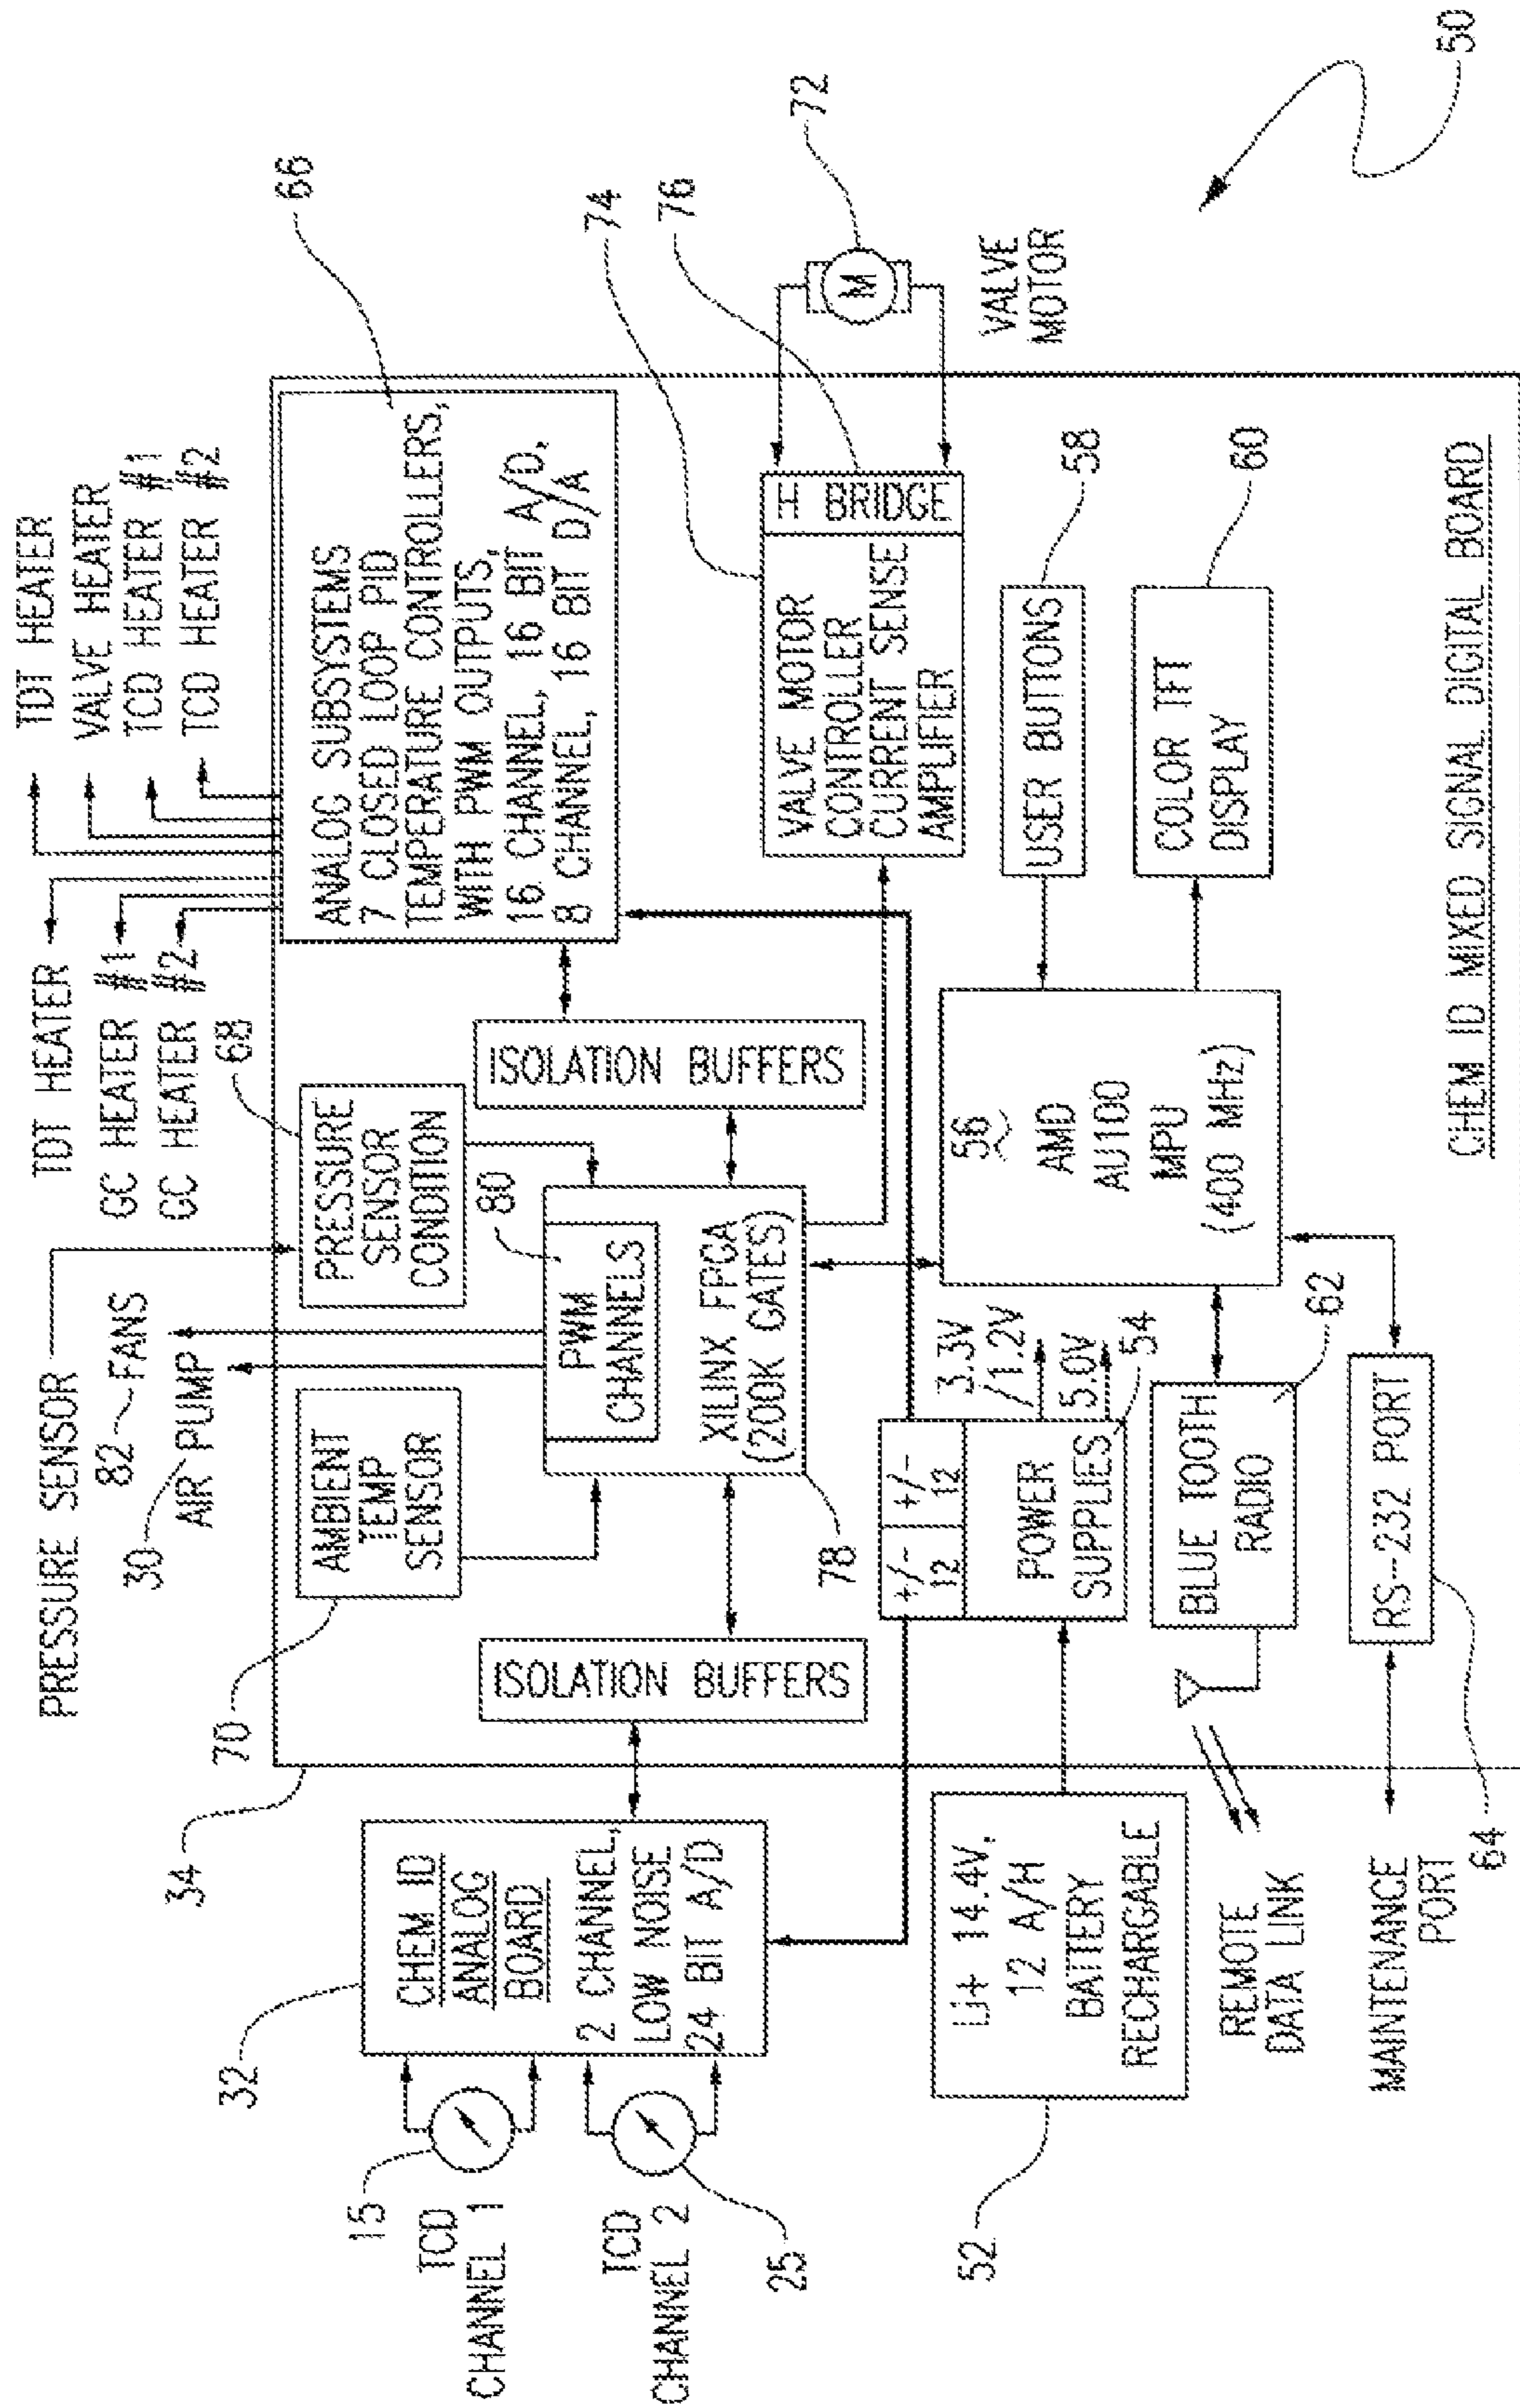 TDT HEATER
VALVE HEATER
TCD HEATER #1
TCD HEATER #2
TDT HEATER
GC HEATER #1
GC HEATER #2
PRESSURE SENSOR
82
FANS
30
AIR PUMP
66
ANALOG SUBSYSTEMS
7 CLOSED LOOP PID
TEMPERATURE CONTROLLERS,
WITH PWM OUTPUTS,
16 CHANNEL, 16 BIT A/D,
8 CHANNEL, 16 BIT D/A
68
PRESSURE
SENSOR
CONDITION
70
AMBIENT
TEMP
SENSOR
34
ISOLATION BUFFERS
ISOLATION BUFFERS
80
PWM
CHANNELS
XILINX FPGA
(200K GATES)
78
32
CHEM ID
ANALOG
BOARD
2 CHANNEL,
LOW NOISE
24 BIT A/D
15
TCD
CHANNEL 1
TCD
CHANNEL 2
25
74
76
72
M
VALVE
MOTOR
VALVE MOTOR
CONTROLLER
CURRENT SENSE
AMPLIFIER
H BRIDGE
+/-
12
+/-
12
POWER
SUPPLIES
3.3V
/1.2V
5.0V
54
52
Li+ 14.4V,
12 A/H
BATTERY
RECHARGABLE
56
AMD
AU100
MPU
(400 MHz)
USER BUTTONS
58
COLOR TFT
DISPLAY
60
BLUE TOOTH
RADIO
62
RS-232 PORT
64
REMOTE
DATA LINK
MAINTENANCE
PORT
CHEM ID MIXED SIGNAL DIGITAL BOARD
50